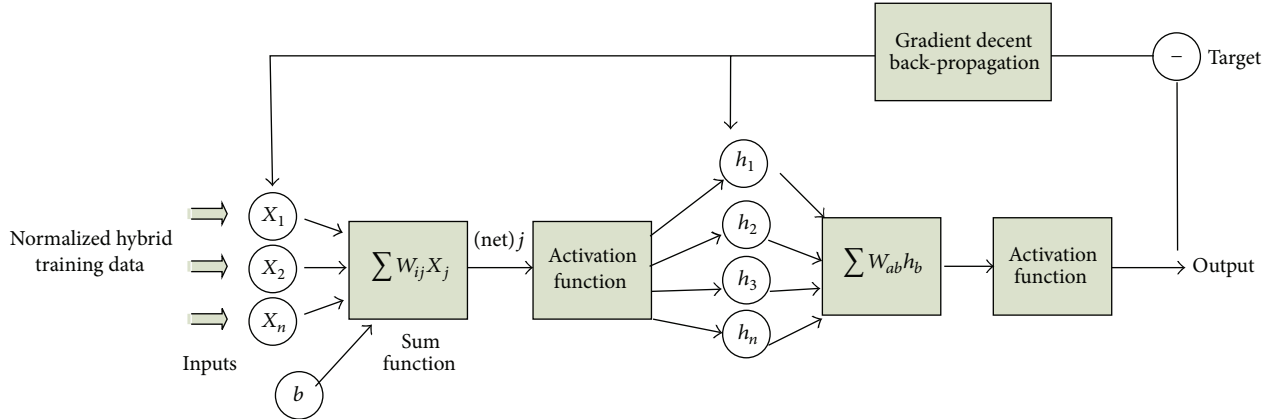 Gradient decent
back-propagation
−
Target
h₁
X₁
Normalized hybrid
training data
X₂
Xₙ
Inputs
b
∑ WᵢⱼXⱼ
Sum
function
(net) j
Activation
function
h₂
h₃
hₙ
∑ Wₐbh_b
Activation
function
Output